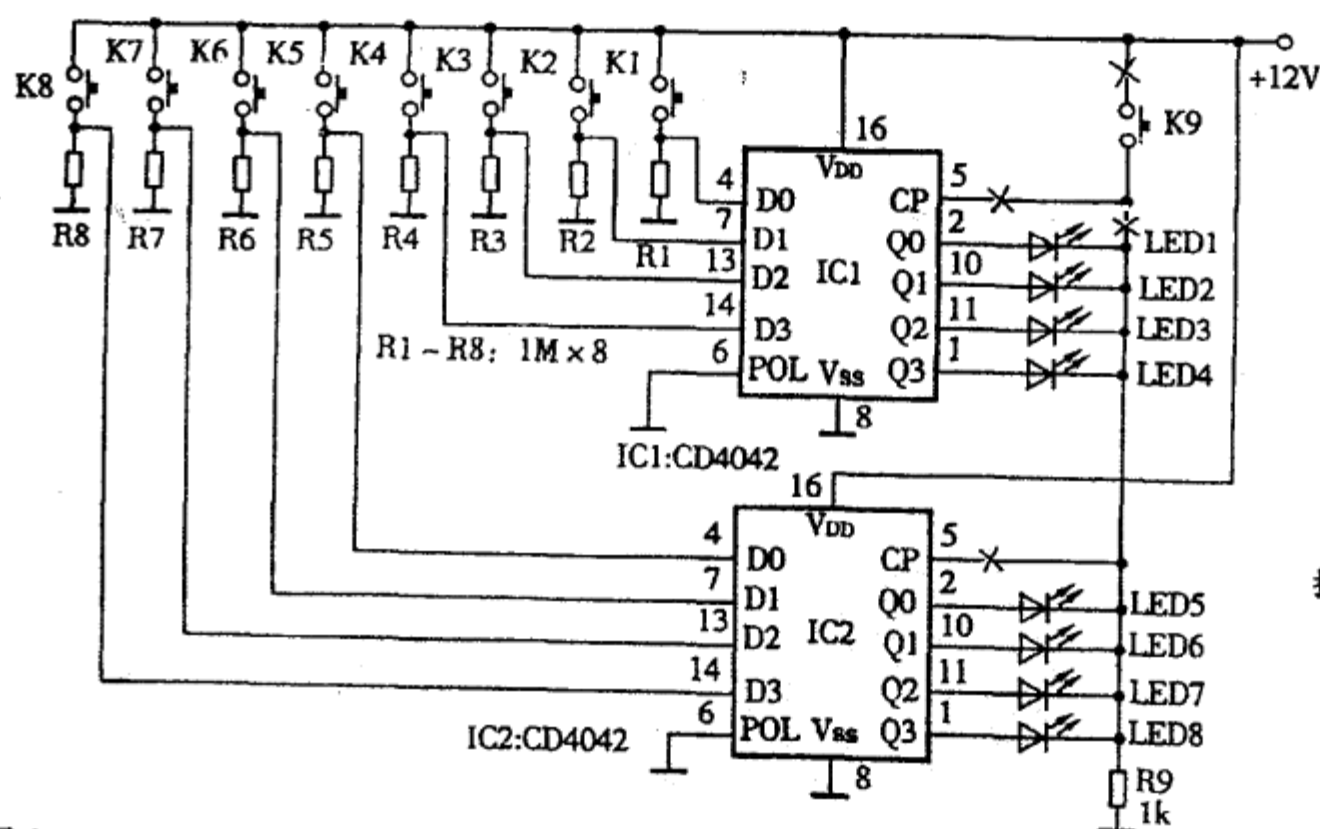 K8 K7 K6 K5 K4 K3 K2 K1
+12V
K9
R8 R7 R6 R5 R4 R3 R2 R1
R1~R8: 1M×8
16
VDD
4 D0
7 D1
13 D2
14 D3
6 POL
IC1
VSS
8
CP 5
Q0 2
Q1 10
Q2 11
Q3 1
LED1
LED2
LED3
LED4
IC1:CD4042
16
VDD
4 D0
7 D1
13 D2
14 D3
6 POL
IC2
VSS
8
CP 5
Q0 2
Q1 10
Q2 11
Q3 1
LED5
LED6
LED7
LED8
IC2:CD4042
R9
1k